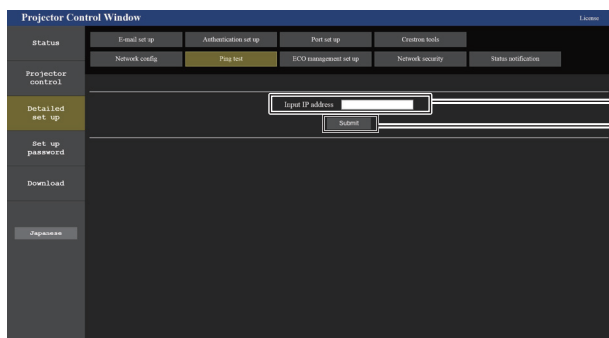 Projector Control Window
License
Status
Projector
control
Detailed
set up
Set up
password
Download
Japanese
E-mail set up
Authentication set up
Port set up
Crestron tools
Network config
Ping test
ECO management set up
Network security
Status notification
Input IP address
Submit